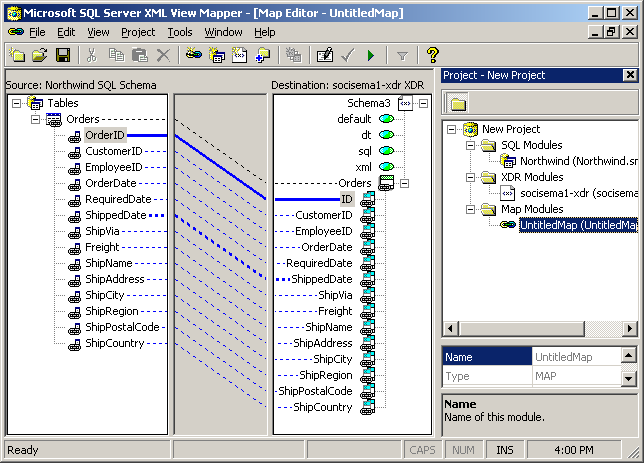 Microsoft SQL Server XML View Mapper - [Map Editor - UntitledMap]
File Edit View Project Tools Window Help
Source: Northwind SQL Schema
Tables
Orders
OrderID
CustomerID
EmployeeID
OrderDate
RequiredDate
ShippedDate
ShipVia
Freight
ShipName
ShipAddress
ShipCity
ShipRegion
ShipPostalCode
ShipCountry
Destination: socisema1-xdr XDR
Schema3
default
dt
sql
xml
Orders
ID
CustomerID
EmployeeID
OrderDate
RequiredDate
ShippedDate
ShipVia
Freight
ShipName
ShipAddress
ShipCity
ShipRegion
ShipPostalCode
ShipCountry
Project - New Project
New Project
SQL Modules
Northwind (Northwind.sm
XDR Modules
socisema1-xdr (socisema
Map Modules
UntitledMap (UntitledMap
Name UntitledMap
Type MAP
Name
Name of this module.
Ready CAPS NUM INS 4:00 PM